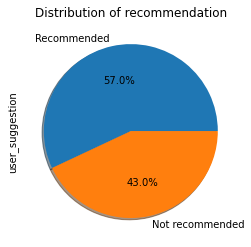 Distribution of recommendation
Recommended
57.0%
user_suggestion
43.0%
Not recommended